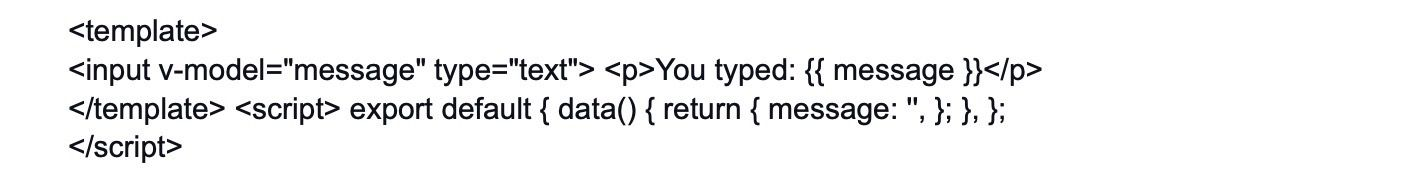 <template>
<input v-model="message" type="text"> <p>You typed: {{ message }}</p>
</template> <script> export default { data() { return { message: '', }; }, };
</script>